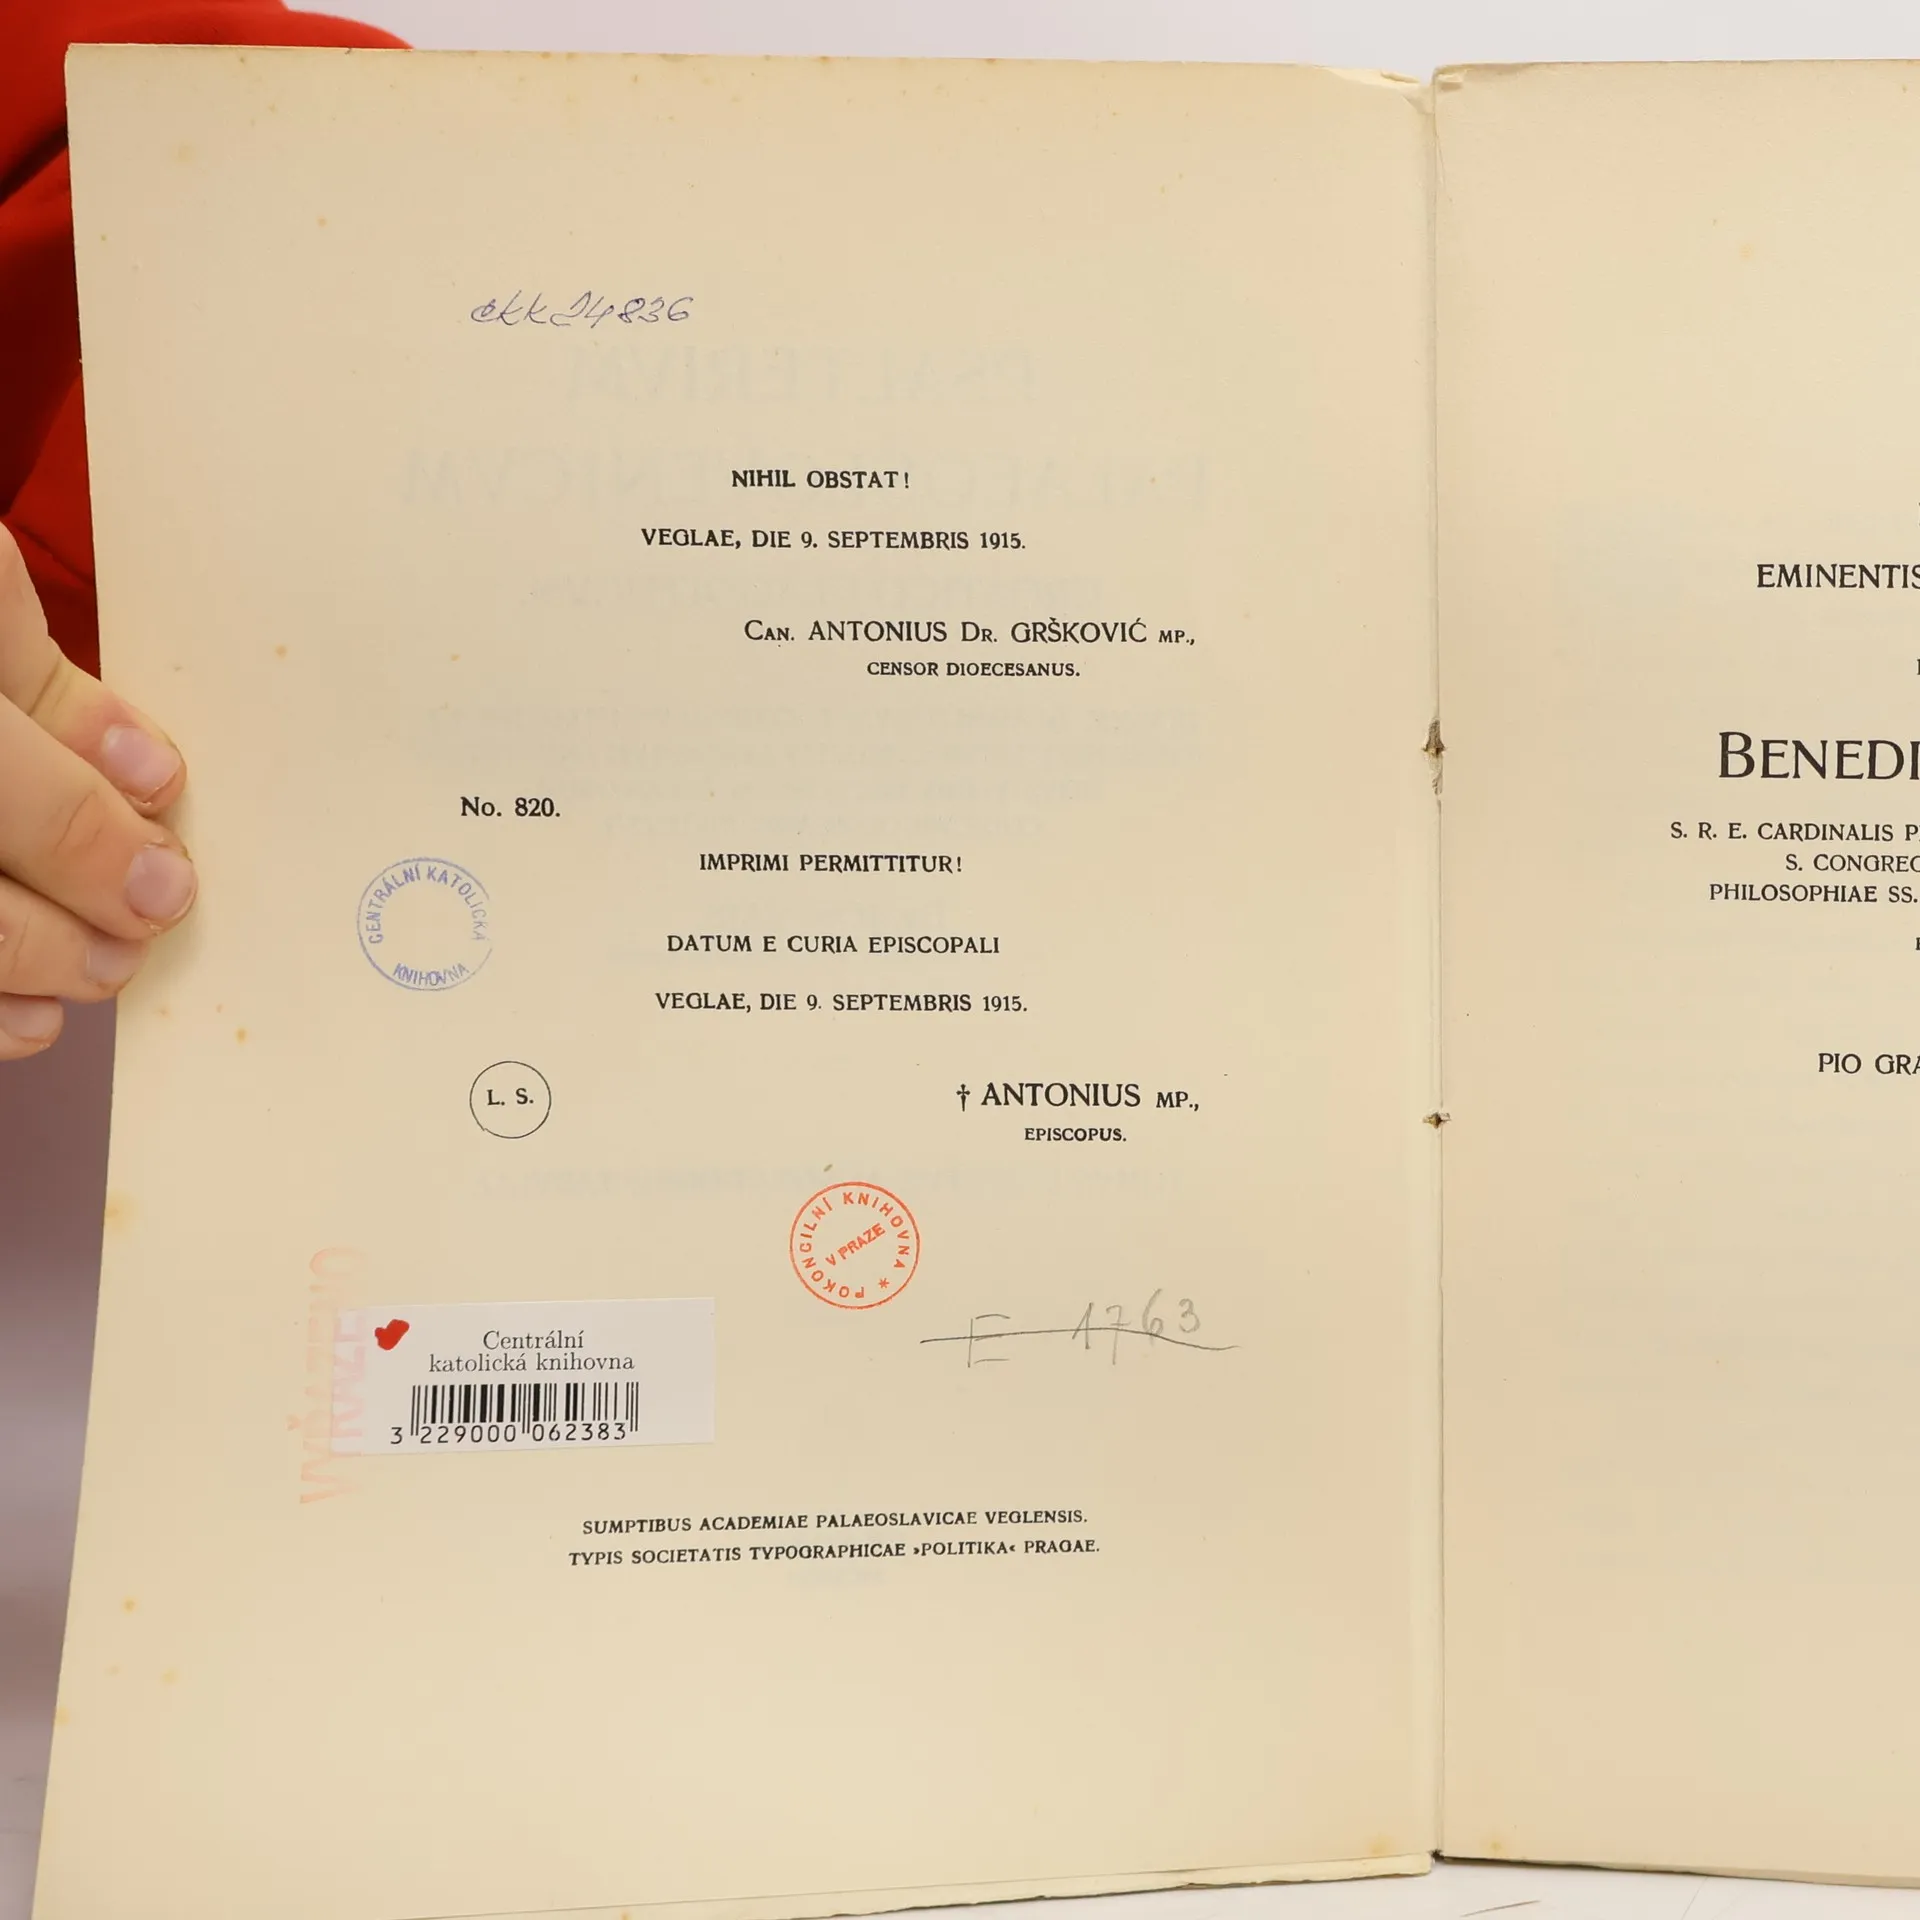 ckk24836
NIHIL OBSTAT!
VEGLAE, DIE 9. SEPTEMBRIS 1915.
CAN. ANTONIUS DR. GRŠKOVIĆ MP.,
CENSOR DIOECESANUS.
No. 820.
IMPRIMI PERMITTITUR!
CENTRÁLNÍ KATOLICKÁ
KNIHOVNA
DATUM E CURIA EPISCOPALI
VEGLAE, DIE 9. SEPTEMBRIS 1915.
L. S.
† ANTONIUS MP.,
EPISCOPUS.
POKONCILNÍ KNIHOVNA *
V PRAZE
E 1763
VYŘAZENO
Centrální
katolická knihovna
3 229000 062383
SUMPTIBUS ACADEMIAE PALAEOSLAVICAE VEGLENSIS.
TYPIS SOCIETATIS TYPOGRAPHICAE »POLITIKA« PRAGAE.
EMINENTIS
BENEDI
S. R. E. CARDINALIS P
S. CONGREG
PHILOSOPHIAE SS.
PIO GRA